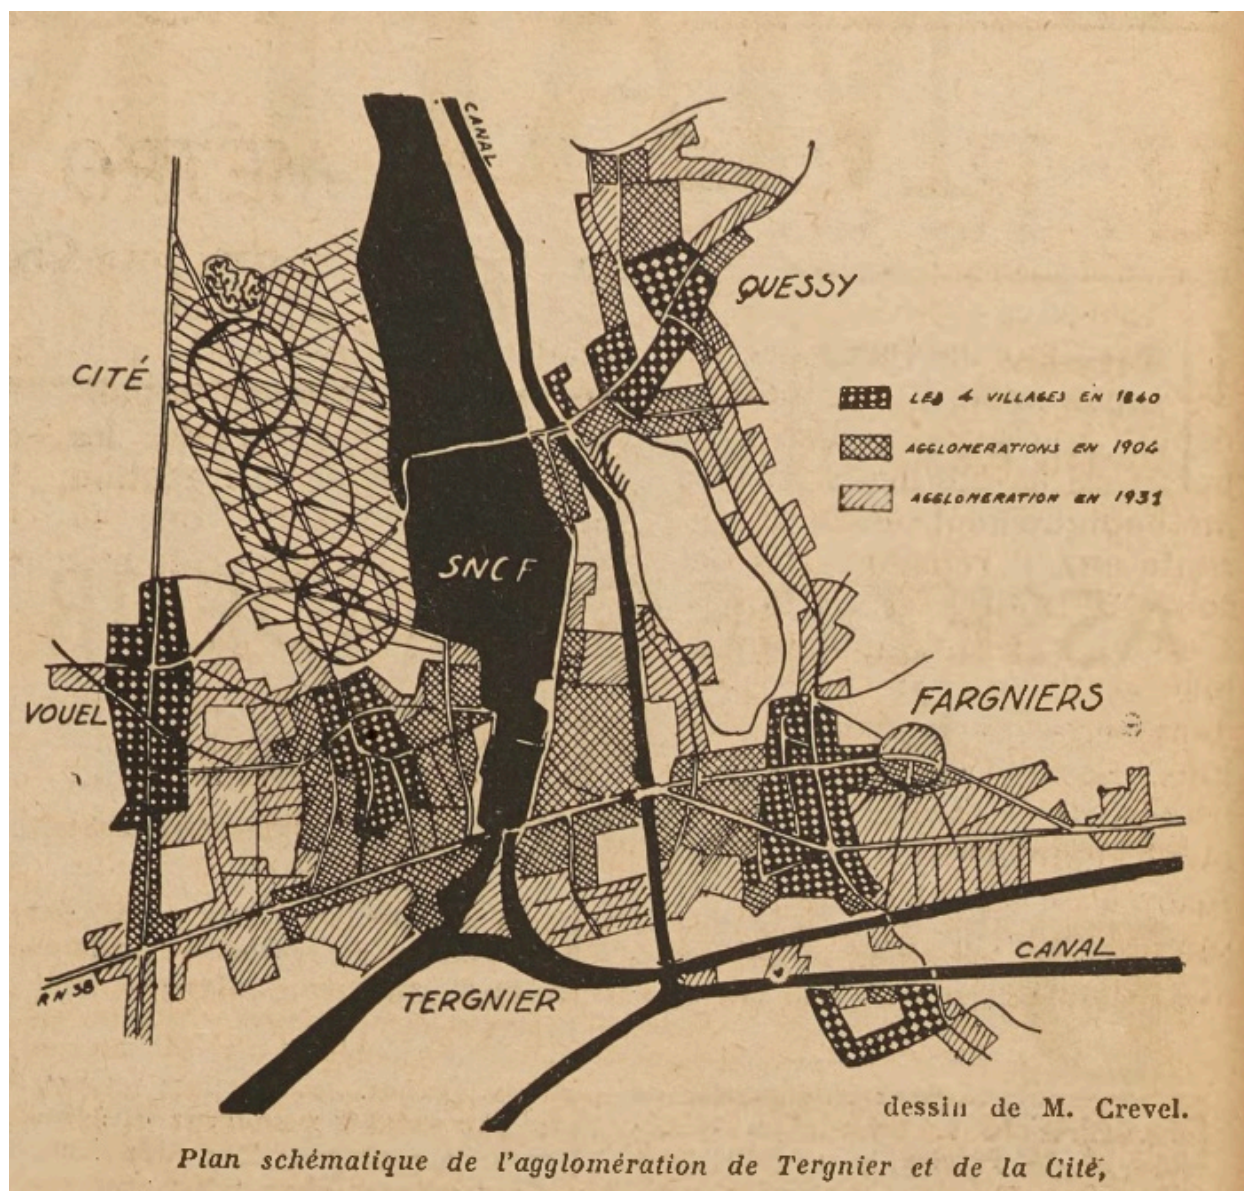 CANAL
QUESSY
CITÉ
LES 4 VILLAGES EN 1840
AGGLOMERATIONS EN 1904
AGGLOMERATION EN 1931
SNCF
VOUEL
FARGNIERS
RN 38
TERGNIER
CANAL
dessin de M. Crevel.
Plan schématique de l'agglomération de Tergnier et de la Cité,